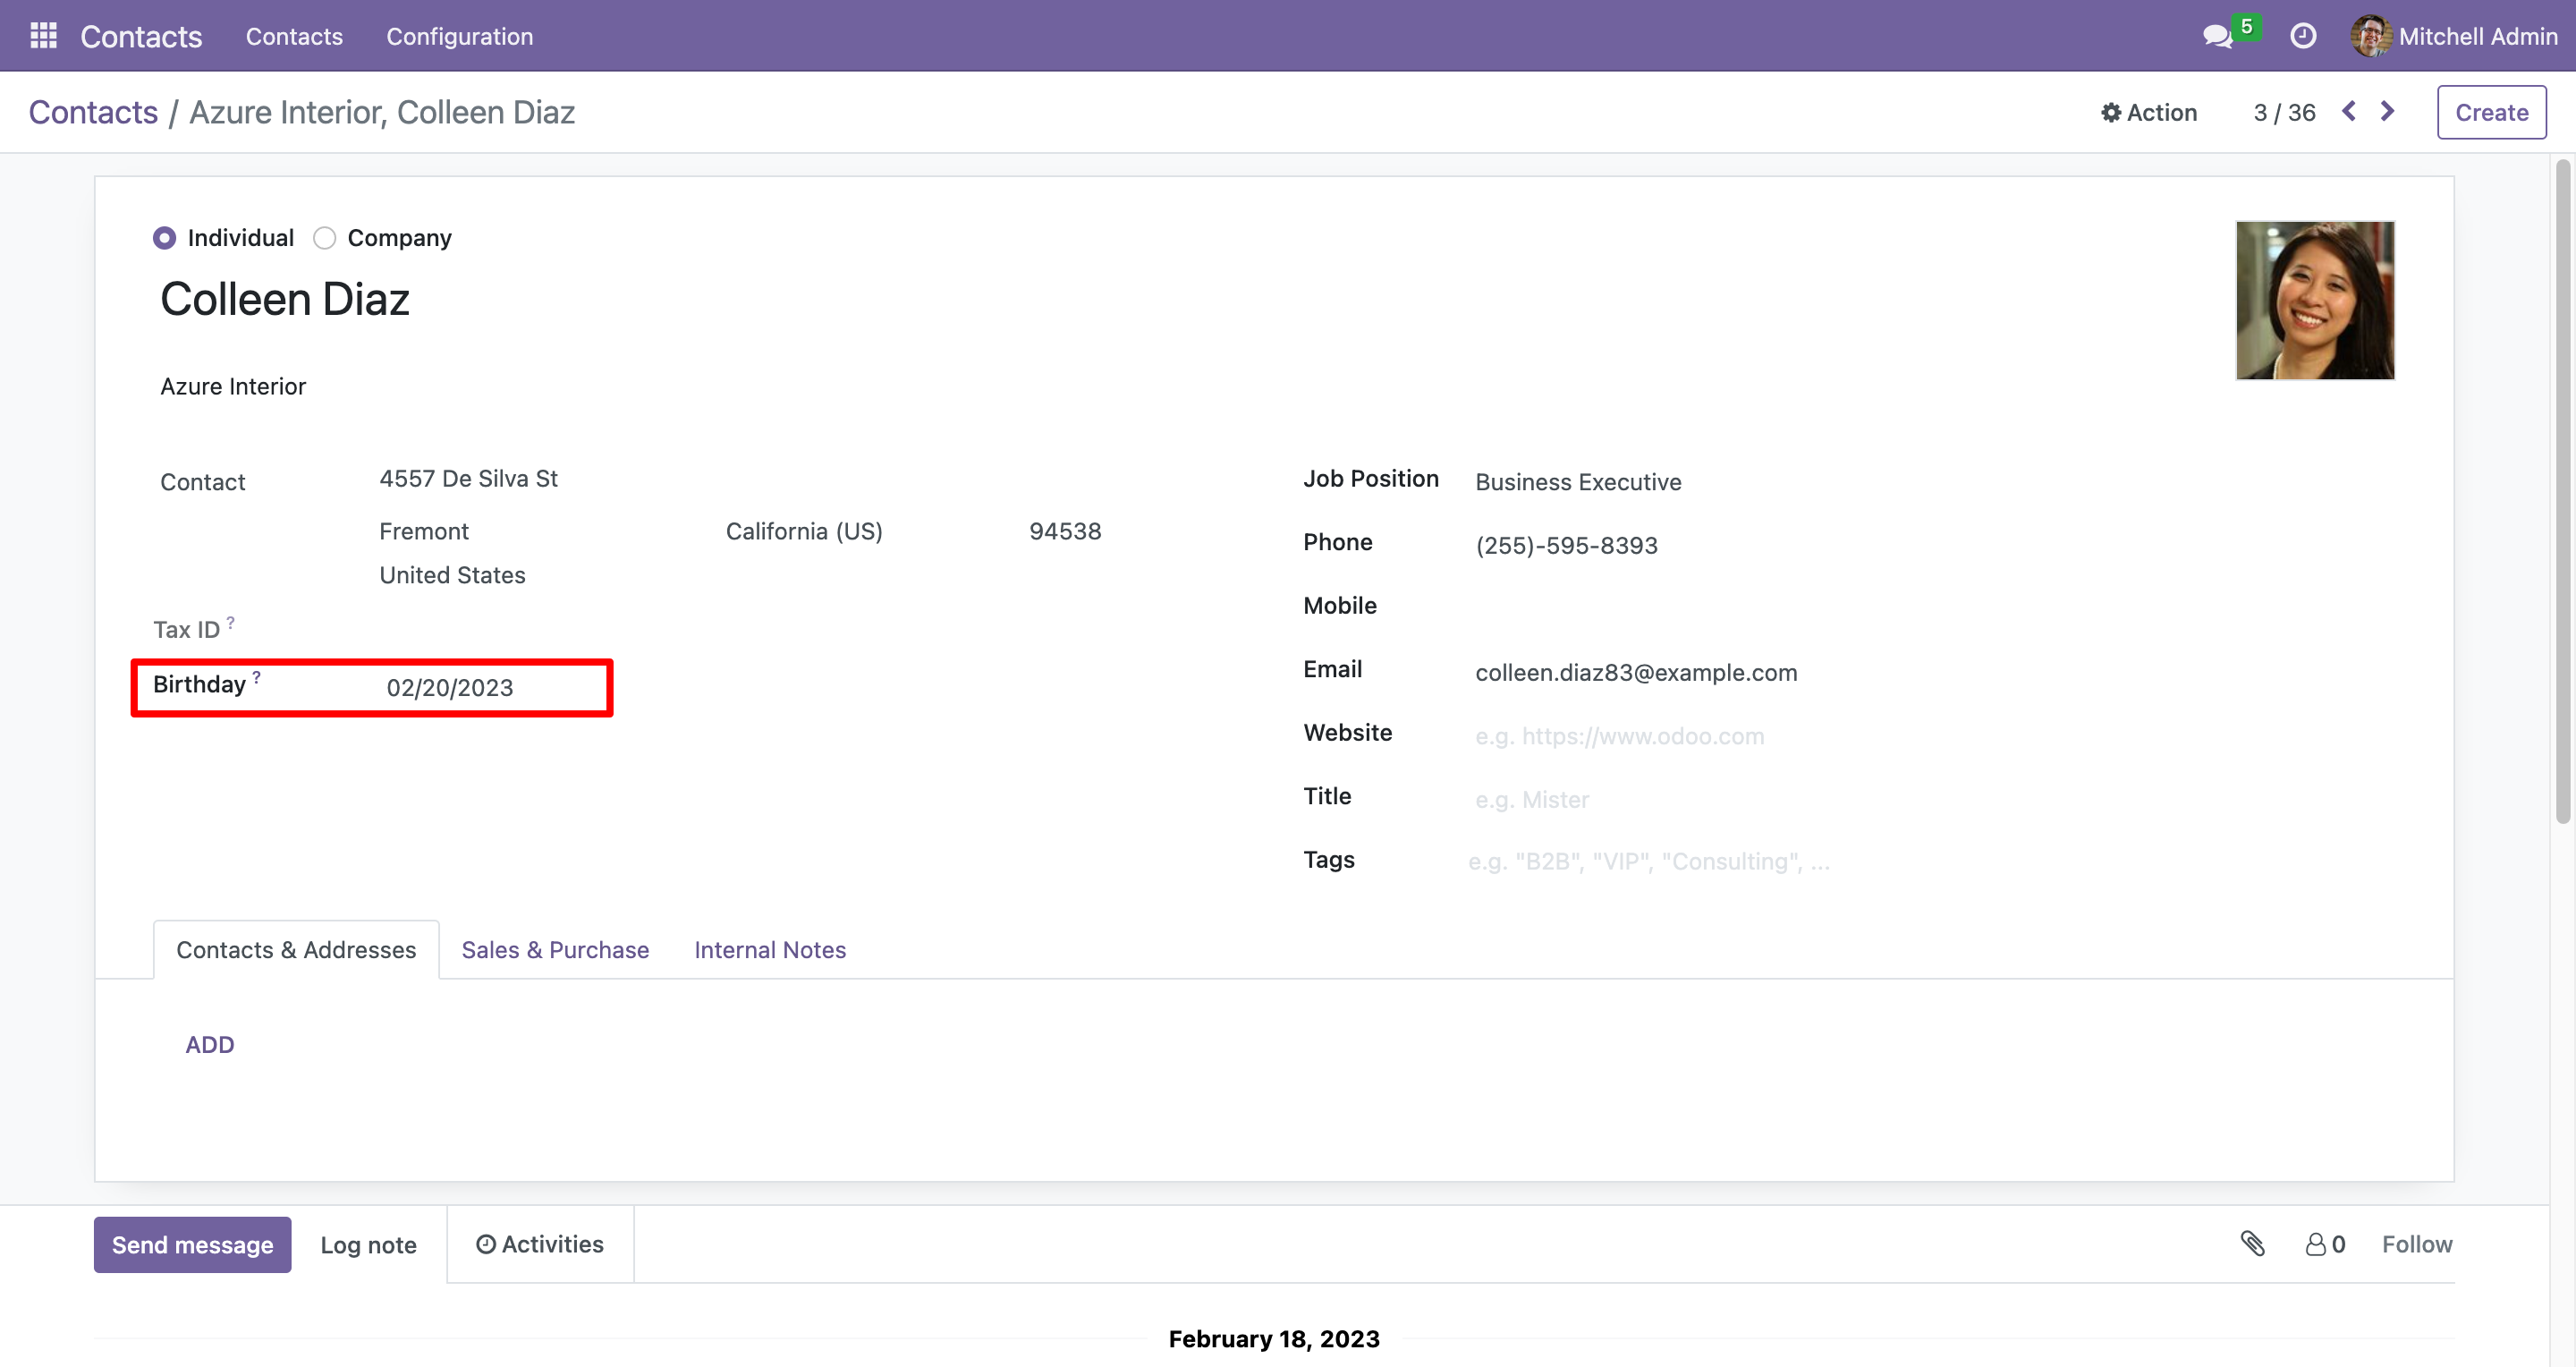 Contacts Contacts Configuration 5 Mitchell Admin
Contacts / Azure Interior, Colleen Diaz Action 3 / 36 Create
Individual Company
Colleen Diaz
Azure Interior
Contact 4557 De Silva St
Fremont California (US) 94538
United States
Tax ID ?
Birthday ? 02/20/2023
Job Position Business Executive
Phone (255)-595-8393
Mobile
Email colleen.diaz83@example.com
Website e.g. https://www.odoo.com
Title e.g. Mister
Tags e.g. "B2B", "VIP", "Consulting", ...
Contacts & Addresses Sales & Purchase Internal Notes
ADD
Send message Log note Activities 0 Follow
February 18, 2023